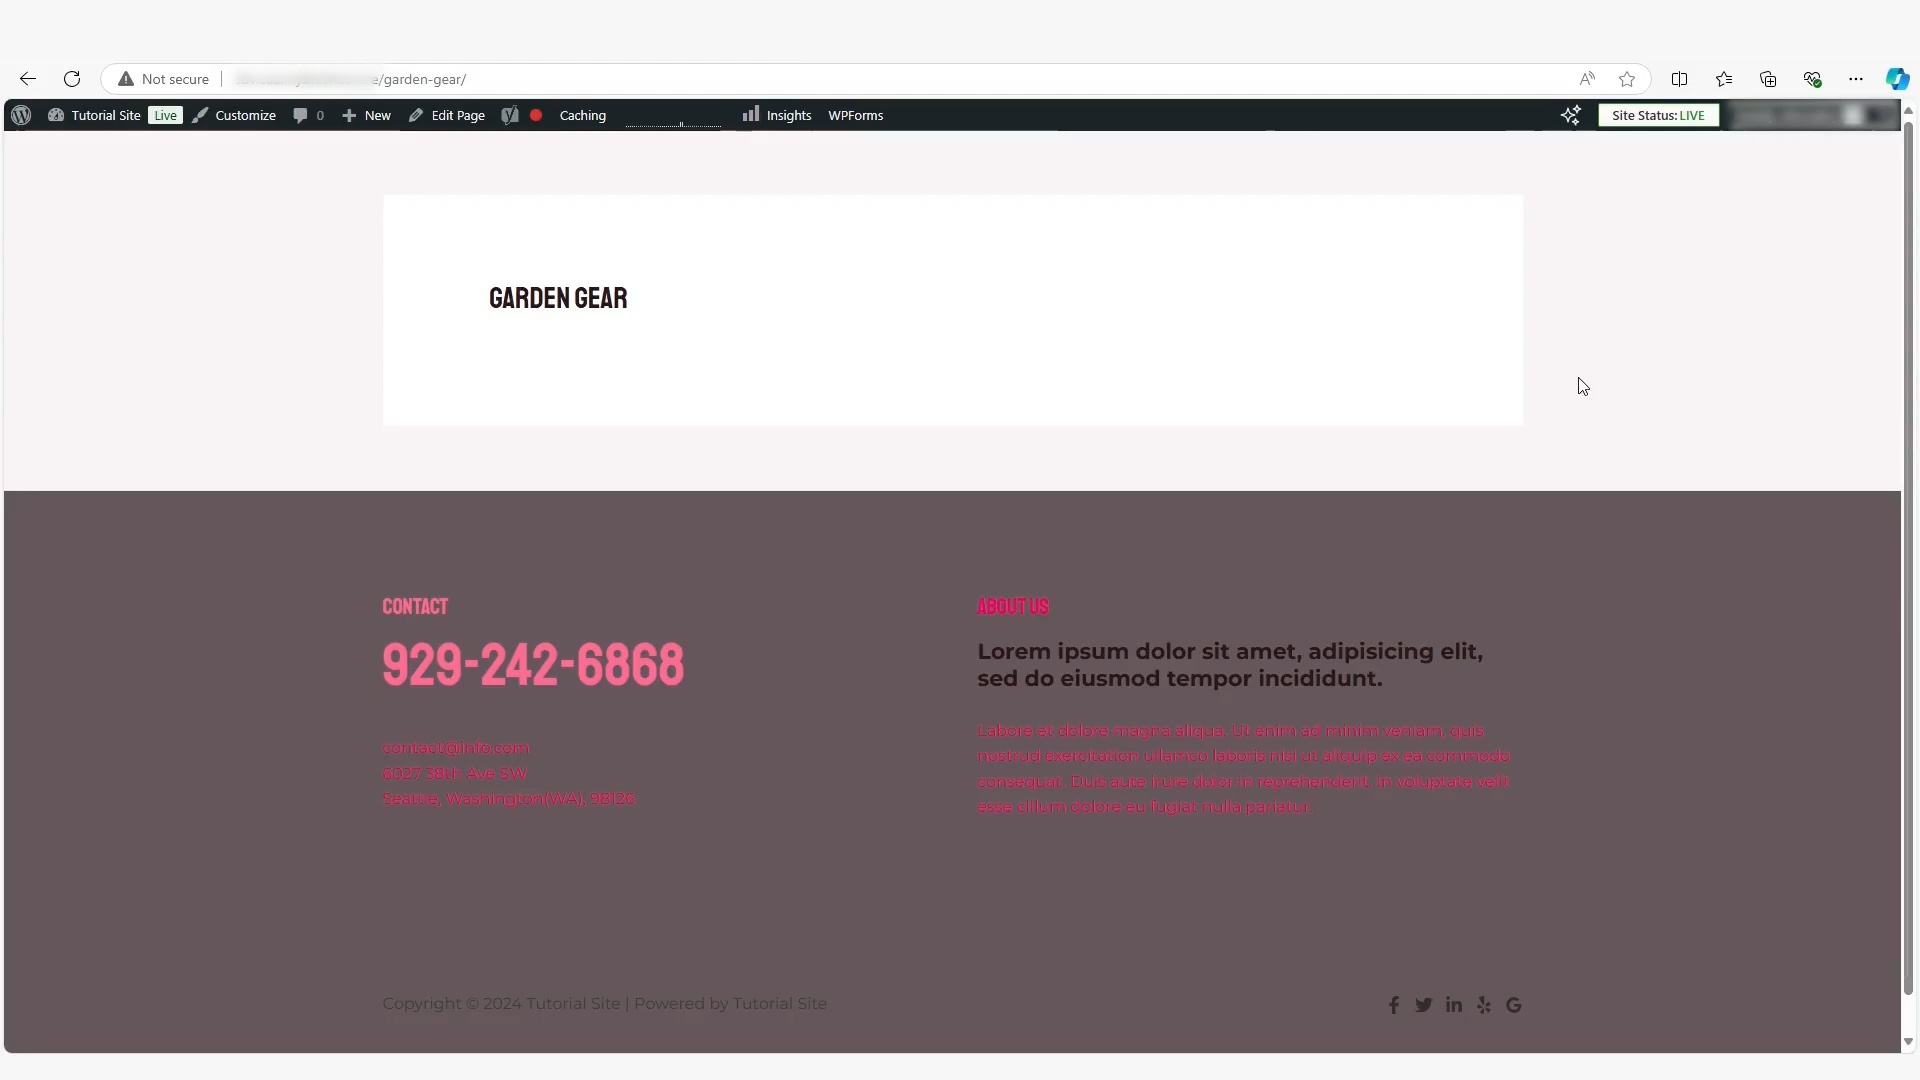 Not secure
/garden-gear/
Tutorial Site Live Customize 0 New Edit Page Caching Insights WPForms Site Status: LIVE
GARDEN GEAR
CONTACT
929-242-6868
contact@info.com
6027 38th Ave SW
Seattle, Washington(WA), 98126
ABOUT US
Lorem ipsum dolor sit amet, adipisicing elit,
sed do eiusmod tempor incididunt.
Labore et dolore magna aliqua. Ut enim ad minim veniam, quis
nostrud exercitation ullamco laboris nisi ut aliquip ex ea commodo
consequat. Duis aute irure dolor in reprehenderit. In voluptate velit
esse cillum dolore eu fugiat nulla pariatur.
Copyright © 2024 Tutorial Site | Powered by Tutorial Site